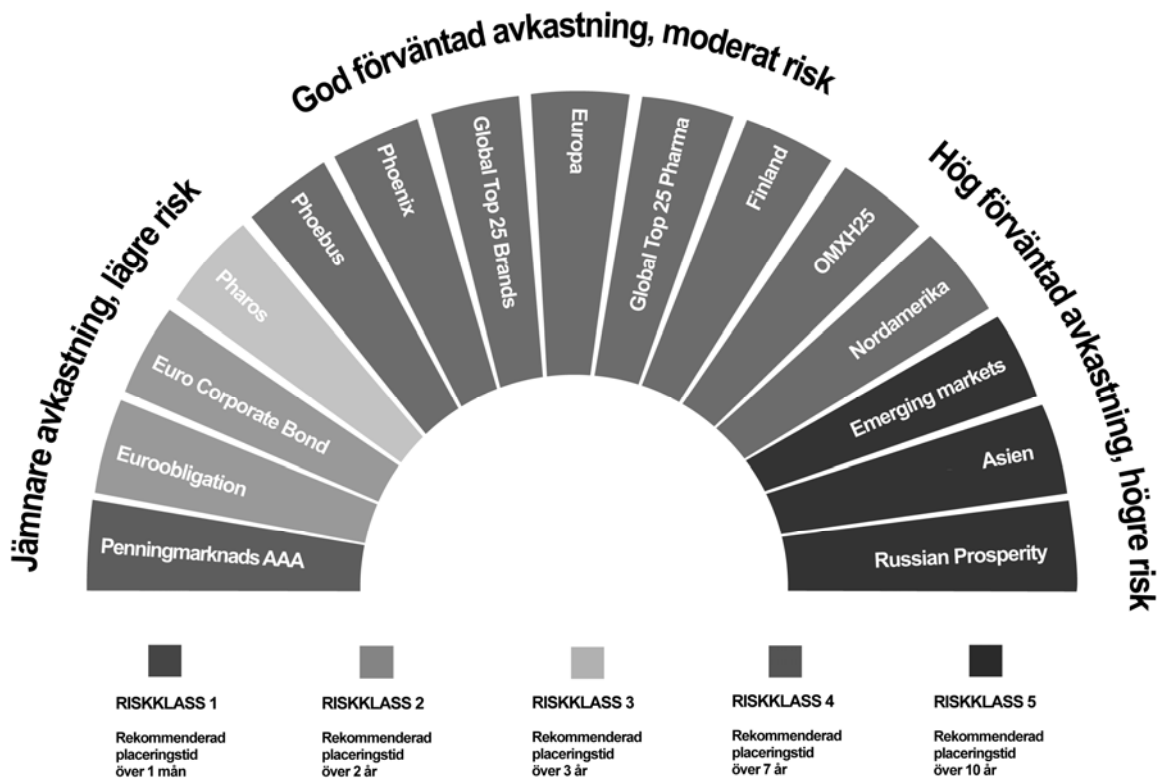 Jämnare avkastning, lägre risk
God förväntad avkastning, moderat risk
Hög förväntad avkastning, högre risk
Penningmarknads AAA
Euroobligation
Euro Corporate Bond
Pharos
Phoebus
Phoenix
Global Top 25 Brands
Europa
Global Top 25 Pharma
Finland
OMXH25
Nordamerika
Emerging markets
Asien
Russian Prosperity
RISKKLASS 1
Rekommenderad
placeringstid
över 1 mån
RISKKLASS 2
Rekommenderad
placeringstid
över 2 år
RISKKLASS 3
Rekommenderad
placeringstid
över 3 år
RISKKLASS 4
Rekommenderad
placeringstid
över 7 år
RISKKLASS 5
Rekommenderad
placeringstid
över 10 år